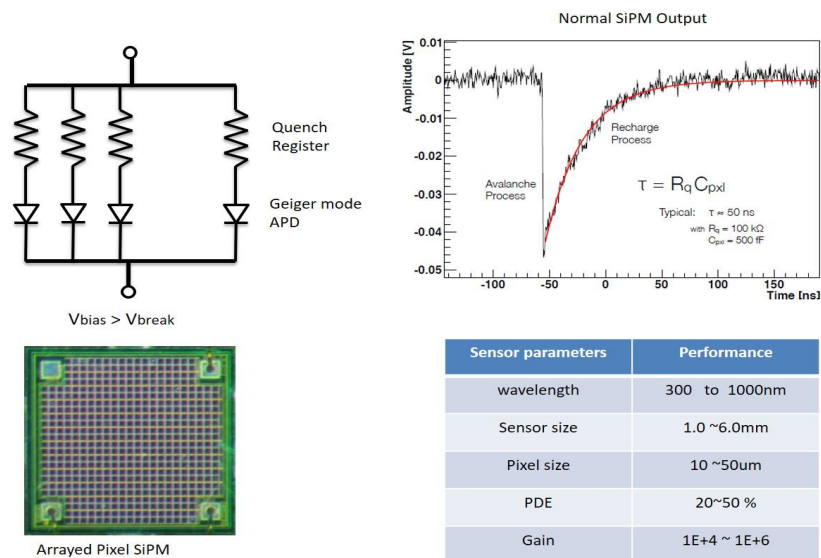 Normal SiPM Output
Quench
Register
Geiger mode
APD
Vbias > Vbreak
Arrayed Pixel SiPM
Amplitude [V]
0.01
0
-0.01
-0.02
-0.03
-0.04
-0.05
-100 -50 0 50 100 150
Time [ns]
Avalanche
Process
Recharge
Process
τ = RqCpxl
Typical: τ ≈ 50 ns
with Rq = 100 kΩ
Cpxl = 500 fF
Sensor parameters Performance
wavelength 300 to 1000nm
Sensor size 1.0 ~6.0mm
Pixel size 10 ~50um
PDE 20~50 %
Gain 1E+4 ~ 1E+6